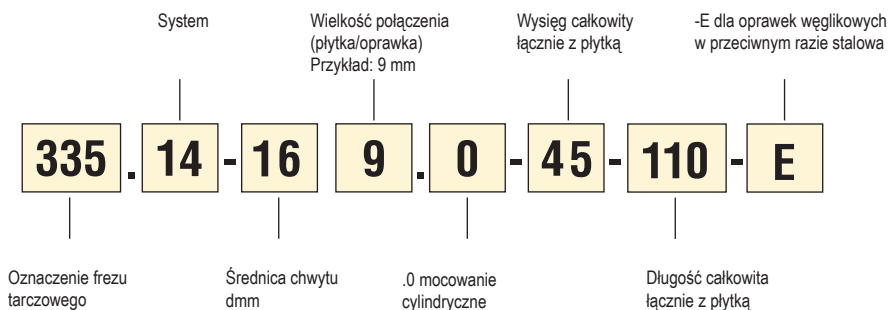 System
Wielkość połączenia
(płytka/oprawka)
Przykład: 9 mm
Wysięg całkowity
łącznie z płytką
-E dla oprawek węglikowych
w przeciwnym razie stalowa
335.14-16 9.0-45-110-E
Oznaczenie frezu
tarczowego
Średnica chwytu
dmm
.0 mocowanie
cylindryczne
Długość całkowita
łącznie z płytką